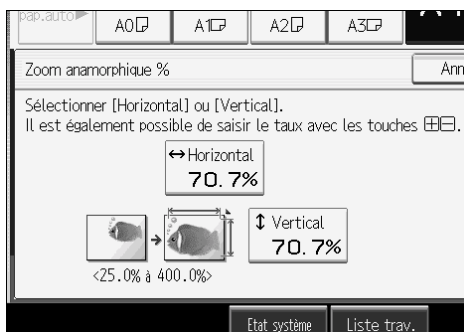 pap.auto▶
A0 A1 A2 A3
Zoom anamorphique %
Ann
Sélectionner [Horizontal] ou [Vertical].
Il est également possible de saisir le taux avec les touches ⊞⊟.
↔Horizontal
70.7%
↕ Vertical
70.7%
<25.0% à 400.0%>
Etat système Liste trav.